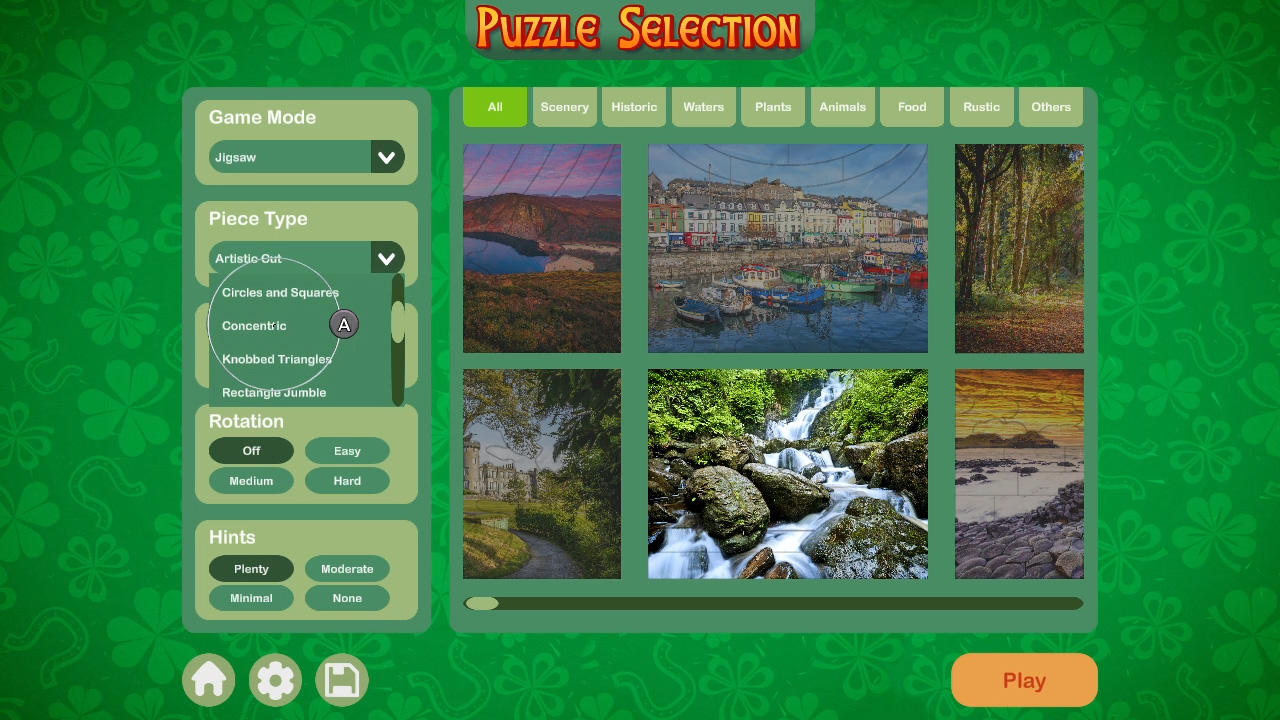 Puzzle Selection
Game Mode
Jigsaw
Piece Type
Artistic Cut
Circles and Squares
Concentric
A
Knobbed Triangles
Rectangle Jumble
Rotation
Off
Easy
Medium
Hard
Hints
Plenty
Moderate
Minimal
None
All
Scenery
Historic
Waters
Plants
Animals
Food
Rustic
Others
Play